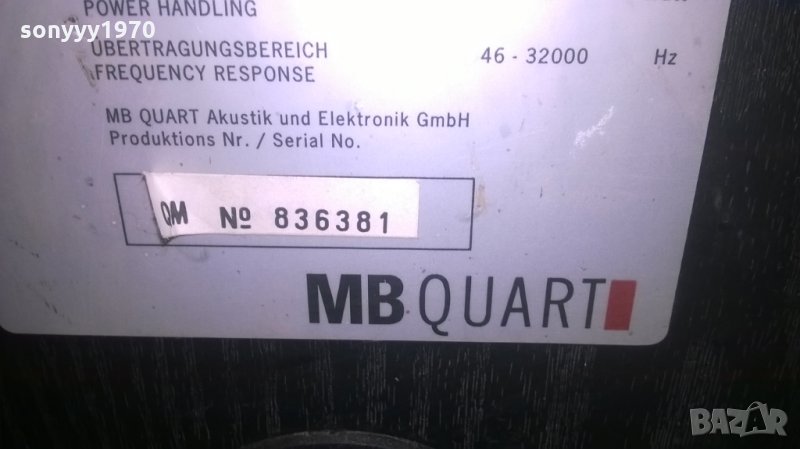 sonyyy1970
POWER HANDLING
ÜBERTRAGUNGSBEREICH
FREQUENCY RESPONSE
46 - 32000 Hz
MB QUART Akustik und Elektronik GmbH
Produktions Nr. / Serial No.
QM № 836381
MB QUART
BAZAR